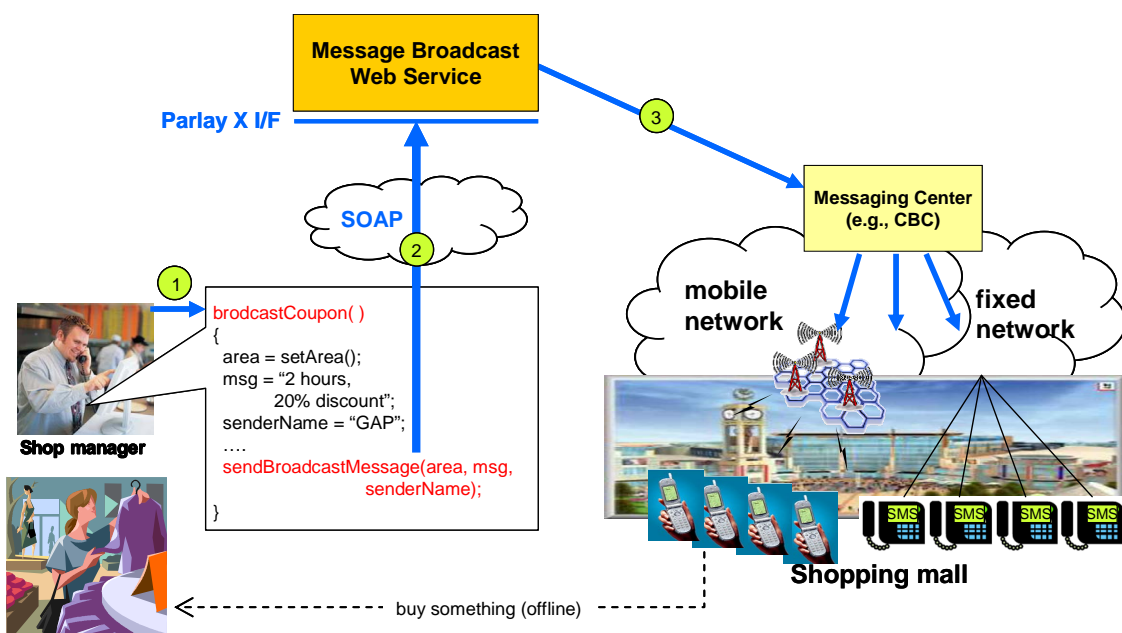 Message Broadcast
Web Service
Parlay X I/F
3
Messaging Center
(e.g., CBC)
SOAP
2
1
mobile
network
fixed
network
brodcastCoupon( )
{
area = setArea();
msg = “2 hours,
20% discount”;
senderName = “GAP”;
….
sendBroadcastMessage(area, msg,
senderName);
}
Shop manager
SMS SMS SMS SMS
Shopping mall
buy something (offline)